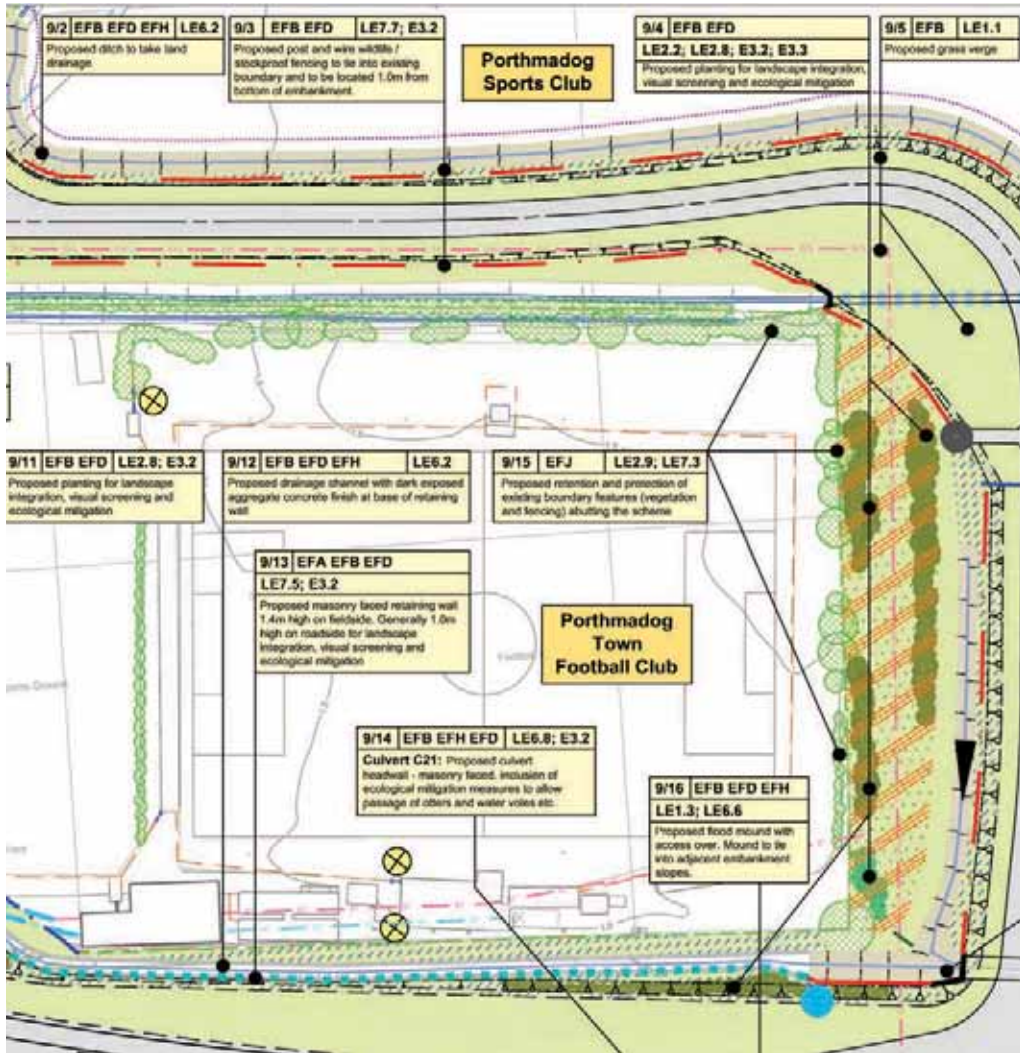 9/2 EFB EFD EFH LE6.2
Proposed ditch to take land
drainage
9/3 EFB EFD LE7.7; E3.2
Proposed post and wire wildlife /
stockproof fencing to tie into existing
boundary and to be located 1.0m from
bottom of embankment
Porthmadog
Sports Club
9/4 EFB EFD
LE2.2; LE2.8; E3.2; E3.3
Proposed planting for landscape integration,
visual screening and ecological mitigation
9/5 EFB LE1.1
Proposed grass verge
9/11 EFB EFD LE2.8; E3.2
Proposed planting for landscape
integration, visual screening and
ecological mitigation
9/12 EFB EFD EFH LE6.2
Proposed drainage channel with dark exposed
aggregate concrete finish at base of retaining
wall
9/15 EFJ LE2.9; LE7.3
Proposed retention and protection of
existing boundary features (vegetation
and fencing) abutting the scheme
9/13 EFA EFB EFD
LE7.5; E3.2
Proposed masonry faced retaining wall
1.4m high on fieldside. Generally 1.0m
high on roadside for landscape
integration, visual screening and
ecological mitigation
Porthmadog
Town
Football Club
9/14 EFB EFH EFD LE6.8; E3.2
Culvert C21: Proposed culvert
headwall - masonry faced, inclusion of
ecological mitigation measures to allow
passage of otters and water voles etc.
9/16 EFB EFD EFH
LE1.3; LE6.6
Proposed flood mound with
access over. Mound to tie
into adjacent embankment
slopes.